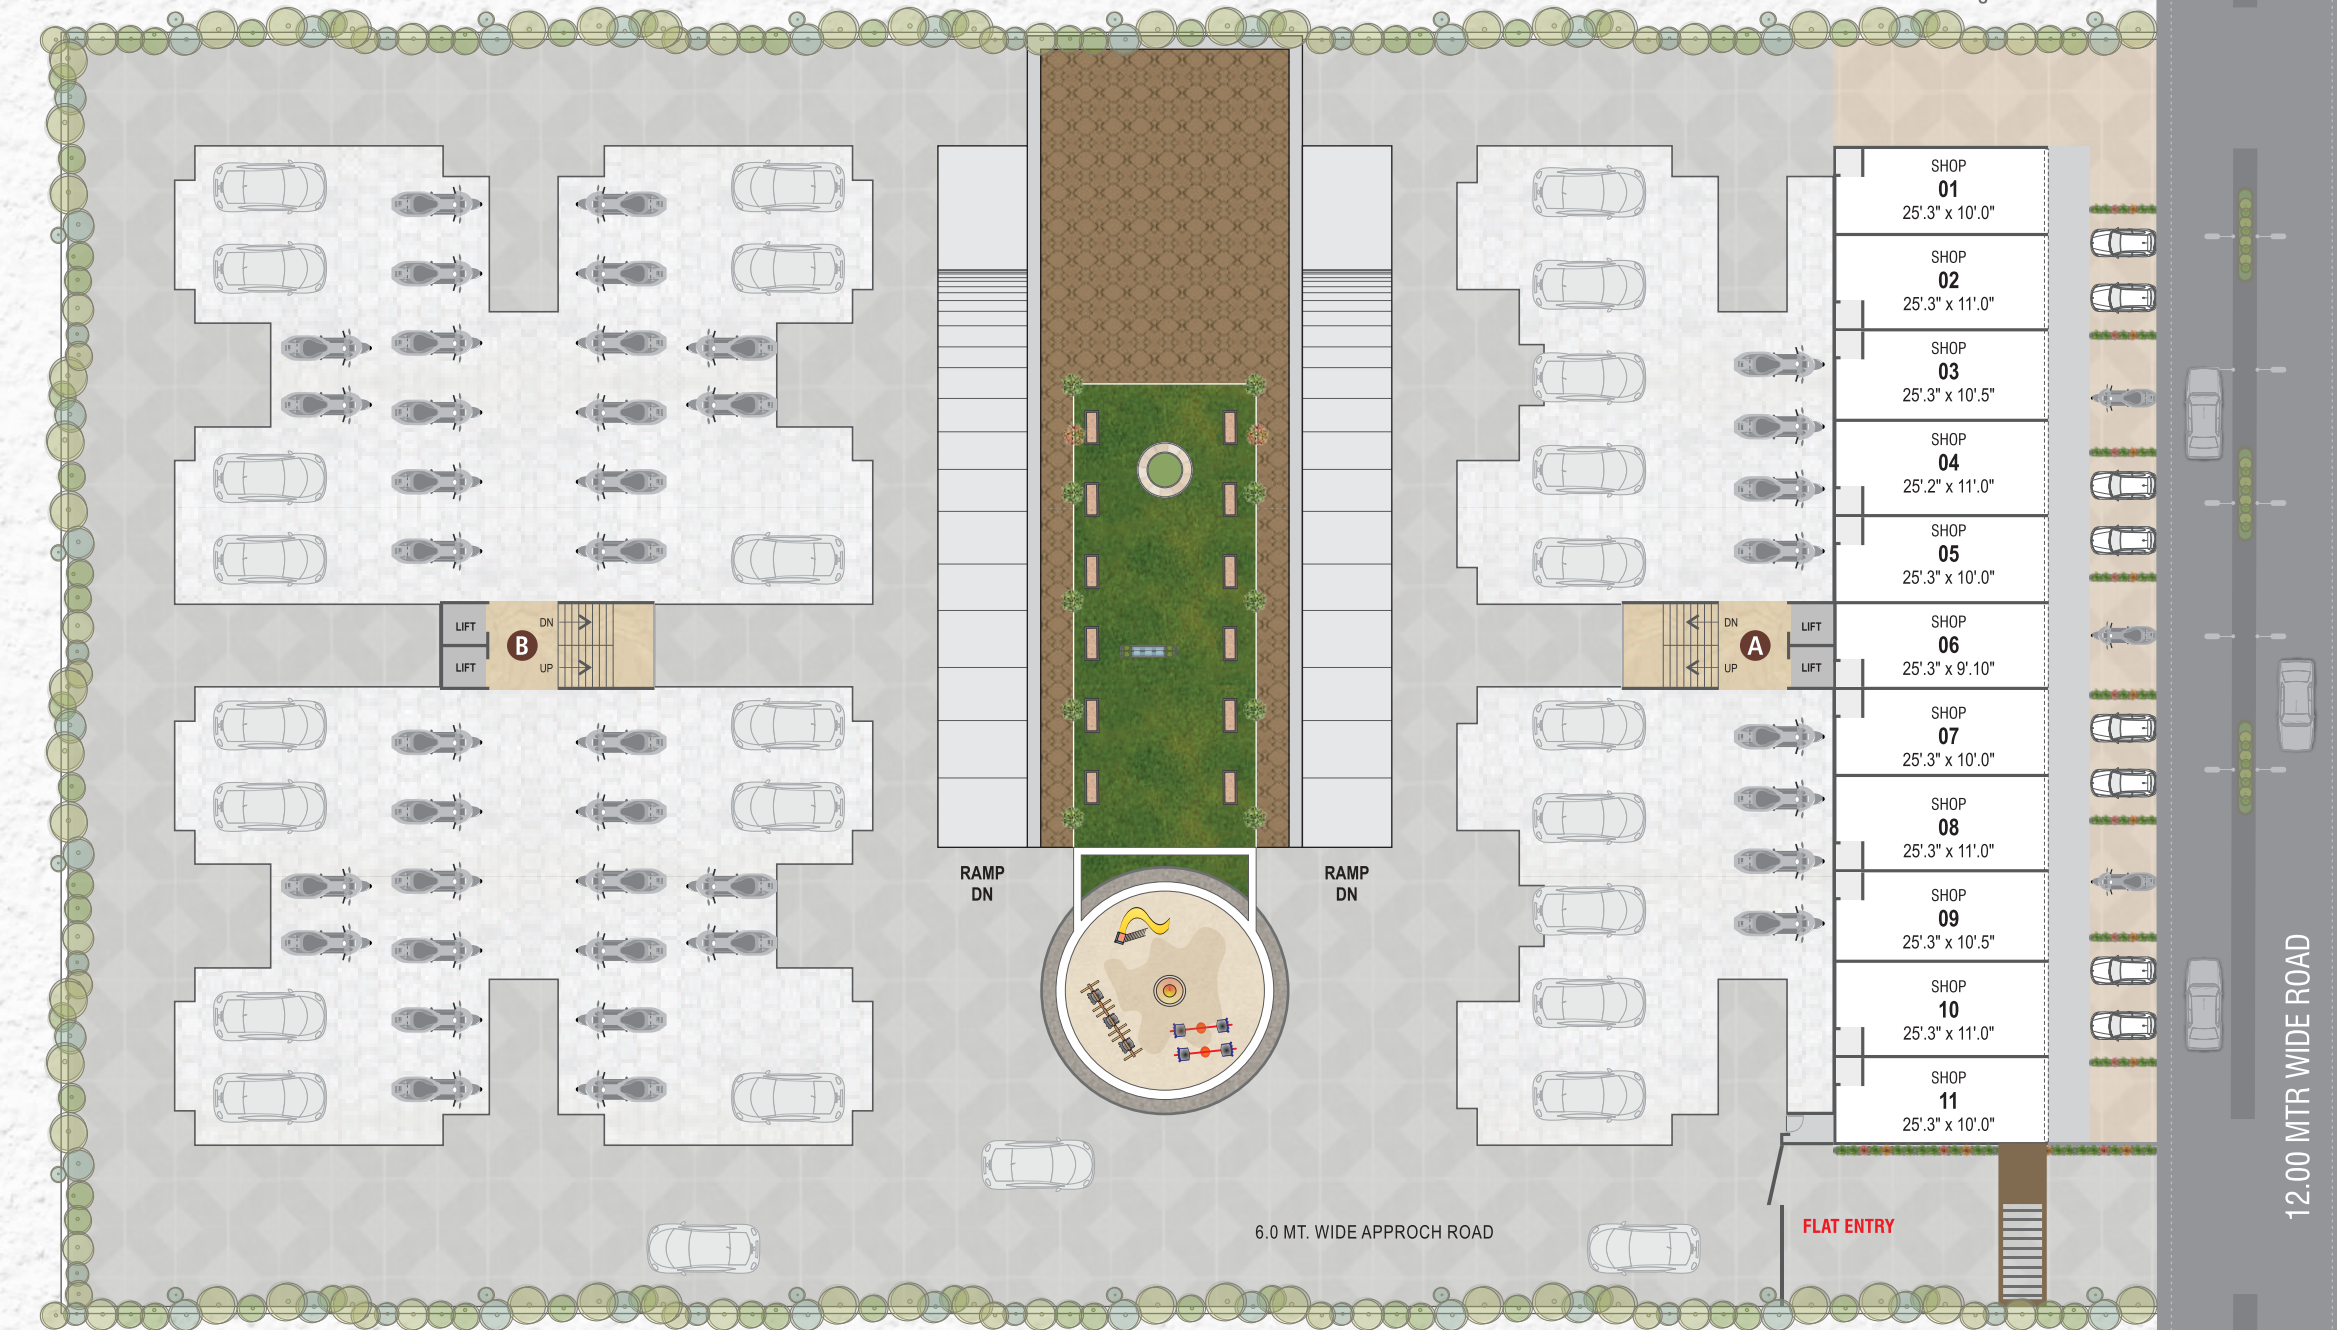 SHOP
01
25'.3" x 10'.0"
SHOP
02
25'.3" x 11'.0"
SHOP
03
25'.3" x 10'.5"
SHOP
04
25'.2" x 11'.0"
SHOP
05
25'.3" x 10'.0"
SHOP
06
25'.3" x 9'.10"
SHOP
07
25'.3" x 10'.0"
SHOP
08
25'.3" x 11'.0"
SHOP
09
25'.3" x 10'.5"
SHOP
10
25'.3" x 11'.0"
SHOP
11
25'.3" x 10'.0"
LIFT
LIFT
B
DN
UP
DN
UP
A
LIFT
LIFT
RAMP
DN
RAMP
DN
6.0 MT. WIDE APPROCH ROAD
FLAT ENTRY
12.00 MTR WIDE ROAD